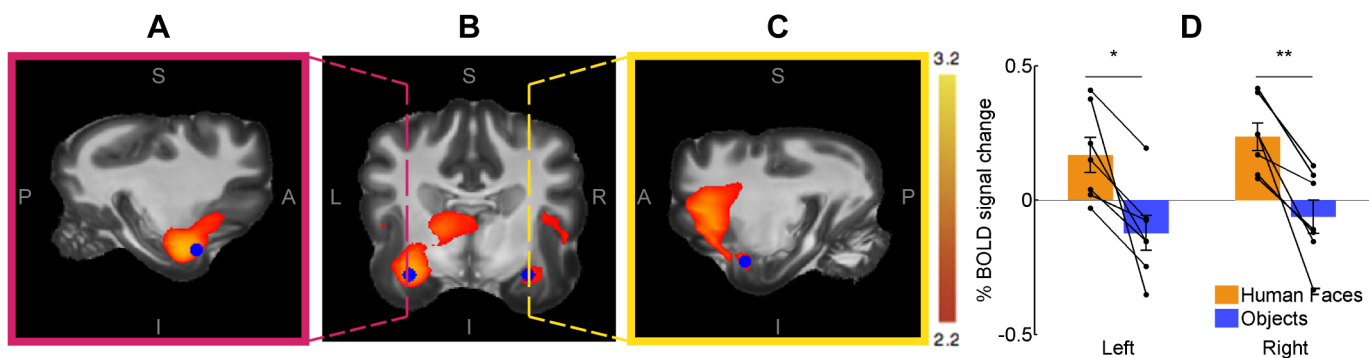 A
B
C
D
S
P
A
I
S
L
R
I
S
A
P
I
3.2
2.2
% BOLD signal change
0.5
0
-0.5
*
**
Human Faces
Objects
Left
Right